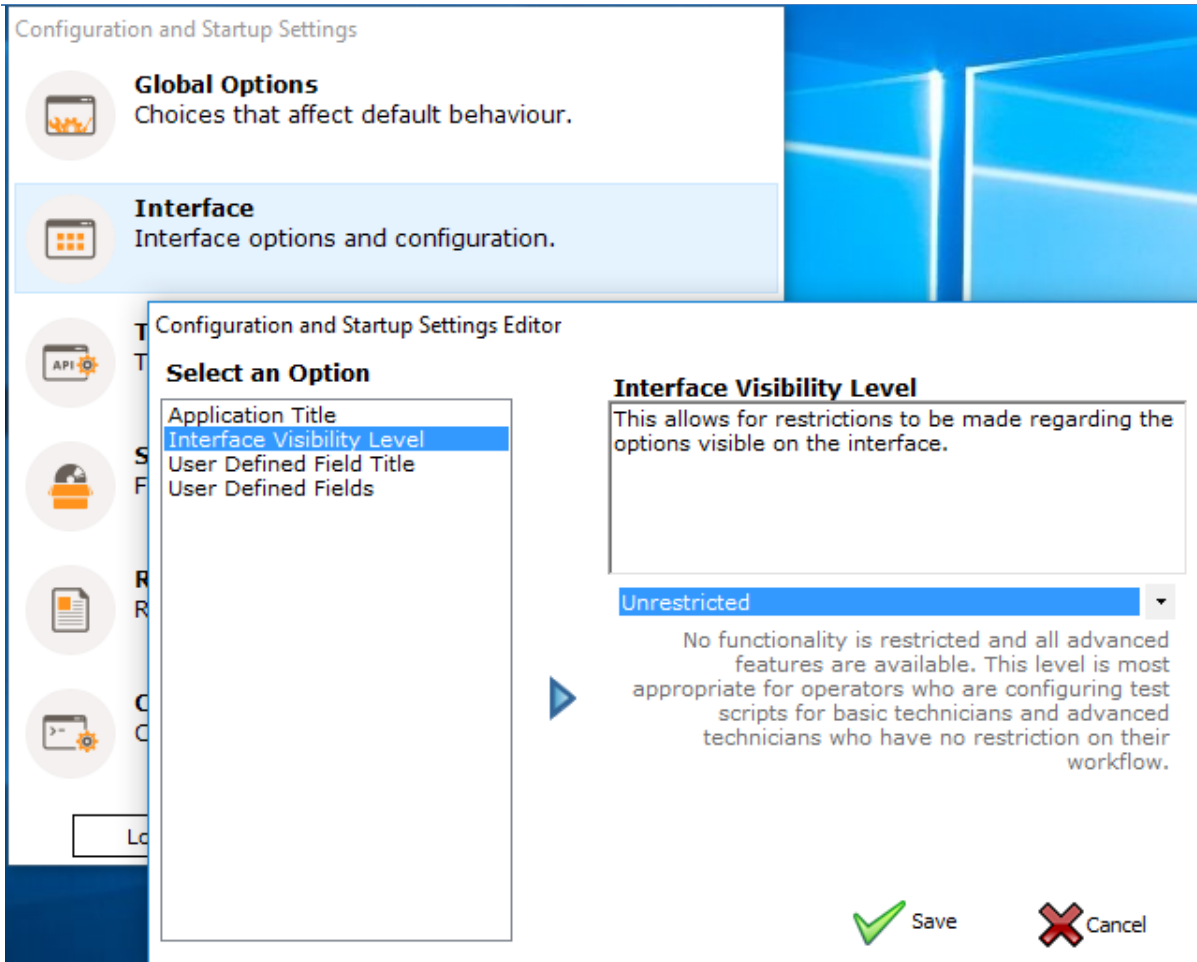 Configuration and Startup Settings
Global Options
Choices that affect default behaviour.
Interface
Interface options and configuration.
T
T
API
S
F
R
R
C
C
Lo
Configuration and Startup Settings Editor
Select an Option
Application Title
Interface Visibility Level
User Defined Field Title
User Defined Fields
Interface Visibility Level
This allows for restrictions to be made regarding the
options visible on the interface.
Unrestricted
No functionality is restricted and all advanced
features are available. This level is most
appropriate for operators who are configuring test
scripts for basic technicians and advanced
technicians who have no restriction on their
workflow.
Save
Cancel